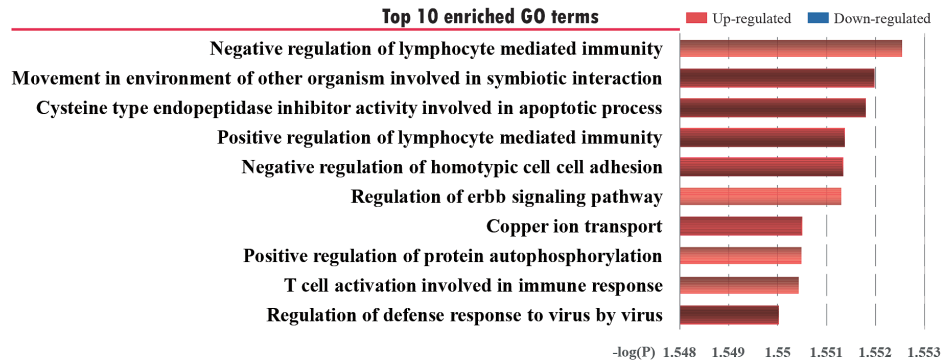 Top 10 enriched GO terms
Up-regulated Down-regulated
Negative regulation of lymphocyte mediated immunity
Movement in environment of other organism involved in symbiotic interaction
Cysteine type endopeptidase inhibitor activity involved in apoptotic process
Positive regulation of lymphocyte mediated immunity
Negative regulation of homotypic cell cell adhesion
Regulation of erbb signaling pathway
Copper ion transport
Positive regulation of protein autophosphorylation
T cell activation involved in immune response
Regulation of defense response to virus by virus
-log(P) 1.548 1.549 1.55 1.551 1.552 1.553